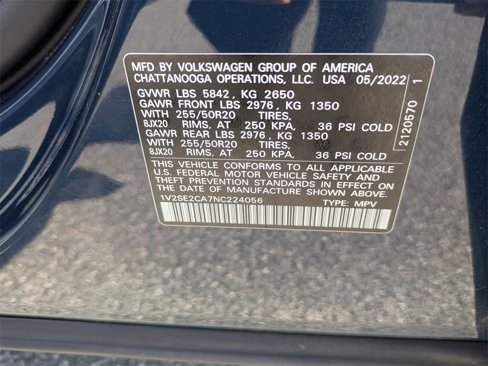 MFD BY VOLKSWAGEN GROUP OF AMERICA
CHATTANOOGA OPERATIONS, LLC. USA 05/2022
GVWR LBS 5842 , KG 2650
GAWR FRONT LBS 2976 , KG 1350
WITH 255/50R20 TIRES,
8JX20 RIMS, AT 250 KPA, 36 PSI COLD
GAWR REAR LBS 2976 , KG 1350
WITH 255/50R20 TIRES,
8JX20 RIMS, AT 250 KPA, 36 PSI COLD
THIS VEHICLE CONFORMS TO ALL APPLICABLE
U.S. FEDERAL MOTOR VEHICLE SAFETY AND
THEFT PREVENTION STANDARDS IN EFFECT ON
THE DATE OF MANUFACTURE SHOWN ABOVE.
1V2SE2CA7NC224056 TYPE: MPV
2120570 1